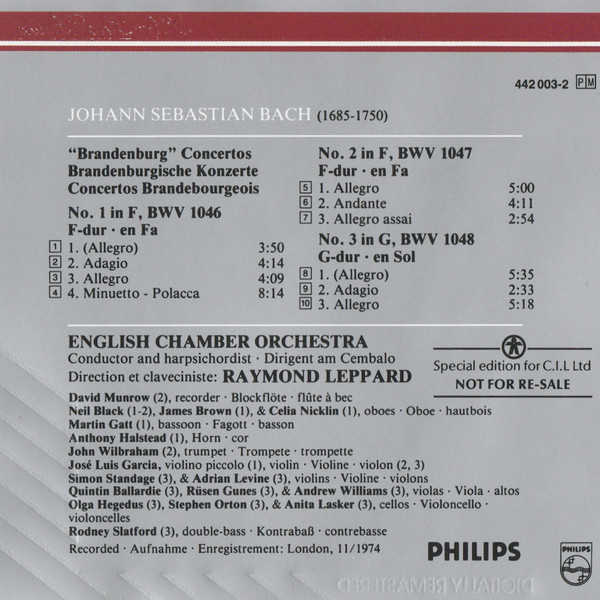 442 003-2 PM
JOHANN SEBASTIAN BACH (1685-1750)
“Brandenburg” Concertos
Brandenburgische Konzerte
Concertos Brandebourgeois
No. 1 in F, BWV 1046
F-dur · en Fa
1 1. (Allegro) 3:50
2 2. Adagio 4:14
3 3. Allegro 4:09
4 4. Minuetto - Polacca 8:14
No. 2 in F, BWV 1047
F-dur · en Fa
5 1. Allegro 5:00
6 2. Andante 4:11
7 3. Allegro assai 2:54
No. 3 in G, BWV 1048
G-dur · en Sol
8 1. (Allegro) 5:35
9 2. Adagio 2:33
10 3. Allegro 5:18
ENGLISH CHAMBER ORCHESTRA
Conductor and harpsichordist · Dirigent am Cembalo
Direction et claveciniste: RAYMOND LEPPARD
Special edition for C.I.L Ltd
NOT FOR RE-SALE
David Munrow (2), recorder · Blockflöte · flûte à bec
Neil Black (1-2), James Brown (1), & Celia Nicklin (1), oboes · Oboe · hautbois
Martin Gatt (1), bassoon · Fagott · basson
Anthony Halstead (1), Horn · cor
John Wilbraham (2), trumpet · Trompete · trompette
José Luis Garcia, violino piccolo (1), violin · Violine · violon (2, 3)
Simon Standage (3), & Adrian Levine (3), violins · Violine · violons
Quintin Ballardie (3), Rüsen Gunes (3), & Andrew Williams (3), violas · Viola · altos
Olga Hegedus (3), Stephen Orton (3), & Anita Lasker (3), cellos · Violoncello ·
violoncelles
Rodney Slatford (3), double-bass · Kontrabaß · contrebasse
Recorded · Aufnahme · Enregistrement: London, 11/1974
PHILIPS
PHILIPS
DIGITALLY REMASTERED